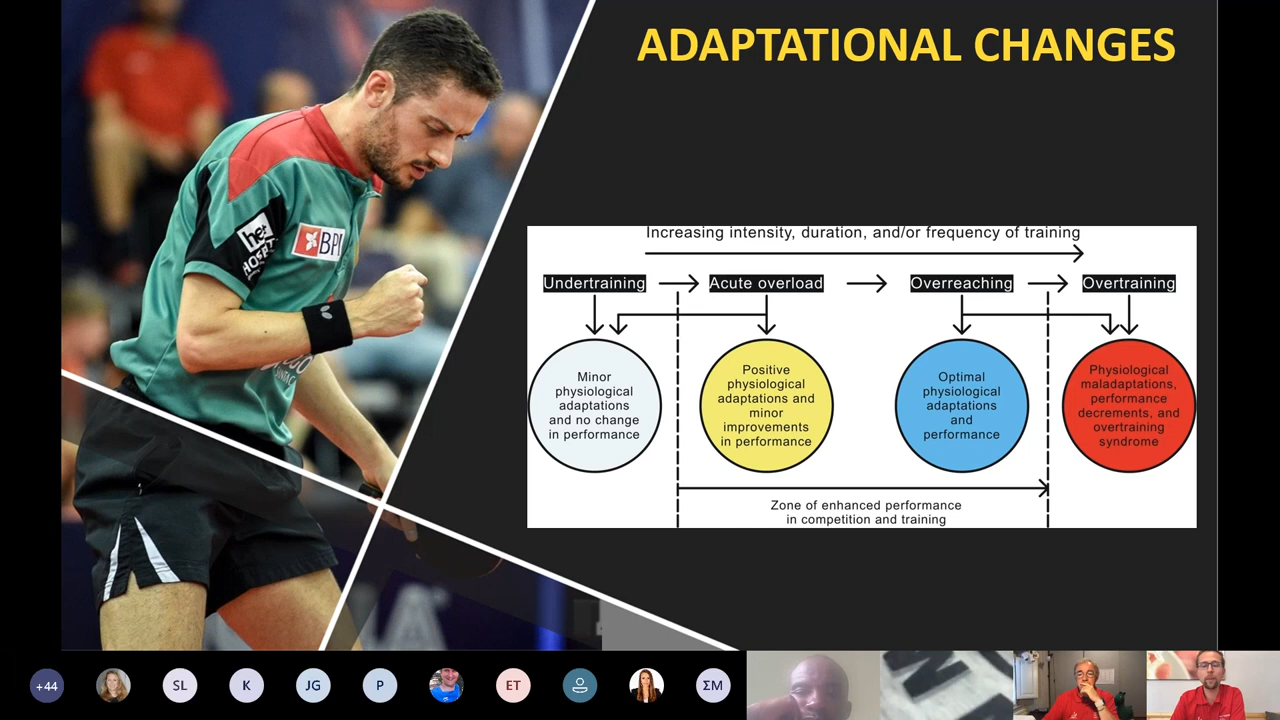 ADAPTATIONAL CHANGES
Increasing intensity, duration, and/or frequency of training
Undertraining
Acute overload
Overreaching
Overtraining
Minor
physiological
adaptations
and no change
in performance
Positive
physiological
adaptations and
minor
improvements
in performance
Optimal
physiological
adaptations
and
performance
Physiological
maladaptations,
performance
decrements, and
overtraining
syndrome
Zone of enhanced performance
in competition and training
BPI
+44
SL
K
JG
P
ET
ΣM